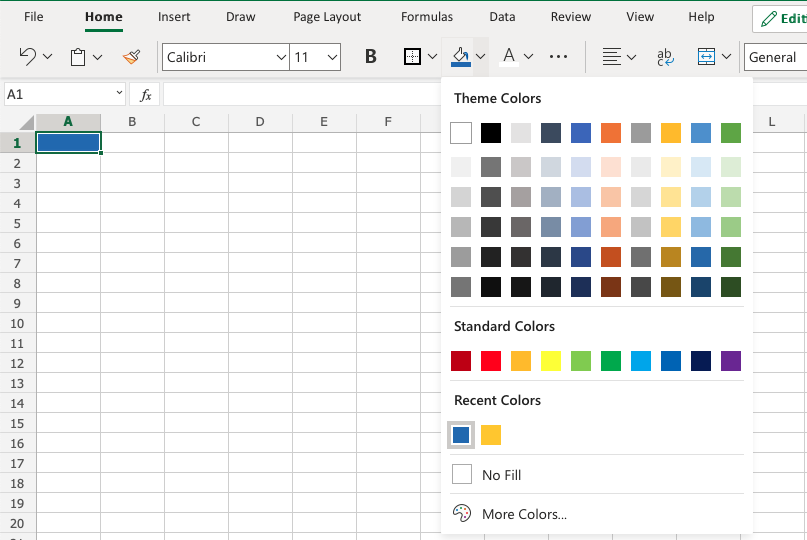 File Home Insert Draw Page Layout Formulas Data Review View Help
Calibri 11 B A ab c General
A1 fx
A B C D E F L
Theme Colors
1
2
3
4
5
6
7
8
9
Standard Colors
10
11
12
13
Recent Colors
14
15
16
17
No Fill
18
19
More Colors...
20